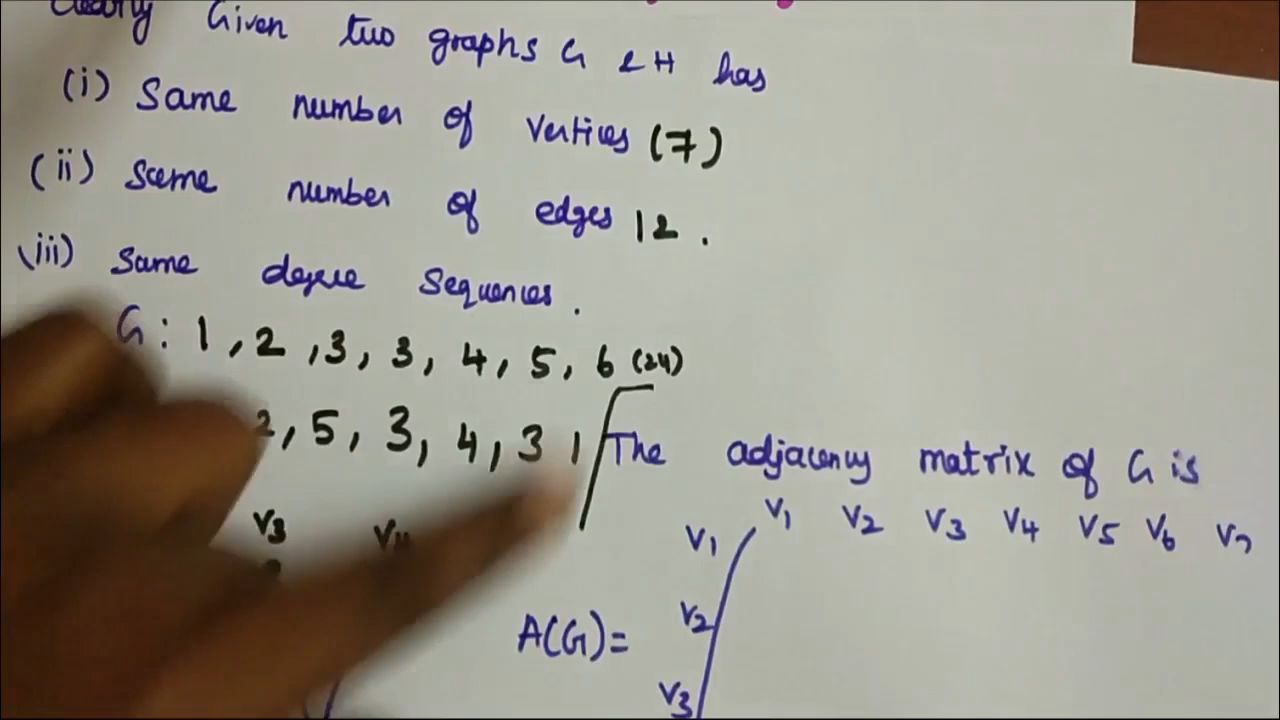 Clearly Given two graphs G & H has
(i) Same number of vertices (7)
(ii) Same number of edges 12.
(iii) Same degree sequences.
G: 1, 2, 3, 3, 4, 5, 6 (24)
2, 5, 3, 4, 3 1
The adjacency matrix of G is
V1 V2 V3 V4 V5 V6 V7
V3 V4
V1
A(G)= V2
V3